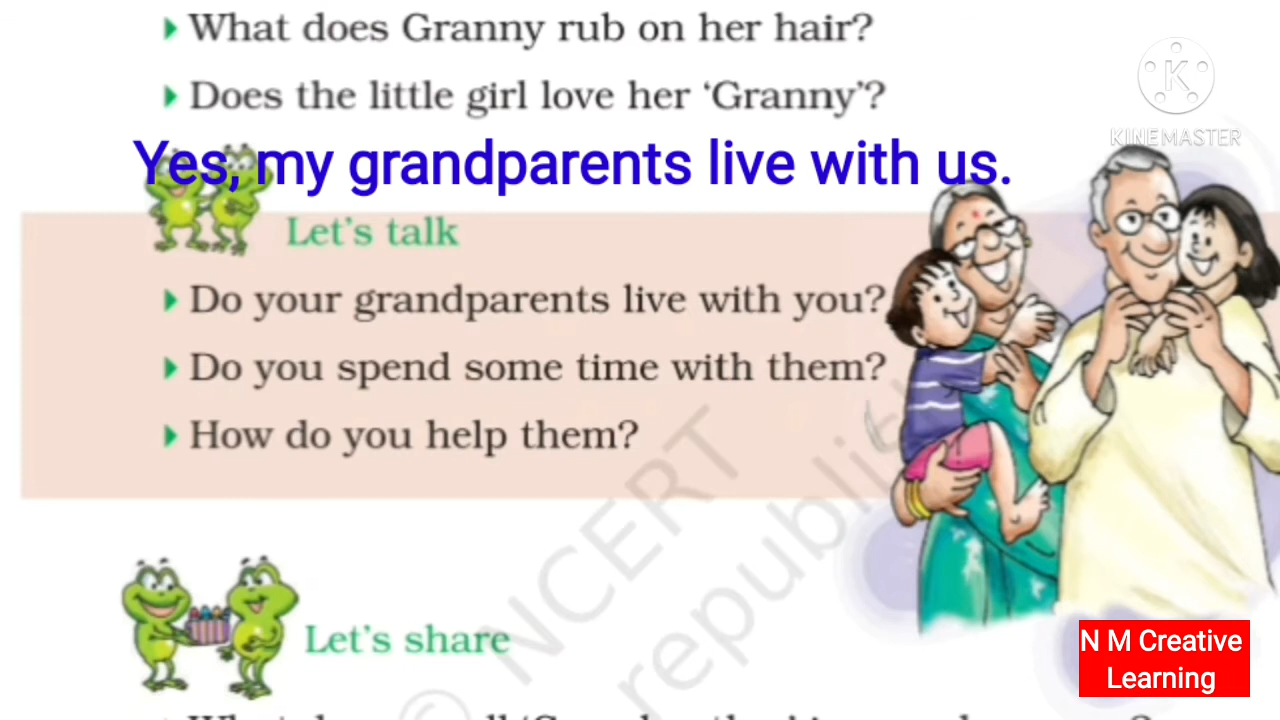 What does Granny rub on her hair?
Does the little girl love her ‘Granny’?
KINEMASTER
Yes, my grandparents live with us.
Let’s talk
Do your grandparents live with you?
Do you spend some time with them?
How do you help them?
© NCERT
republis
Let’s share
N M Creative
Learning